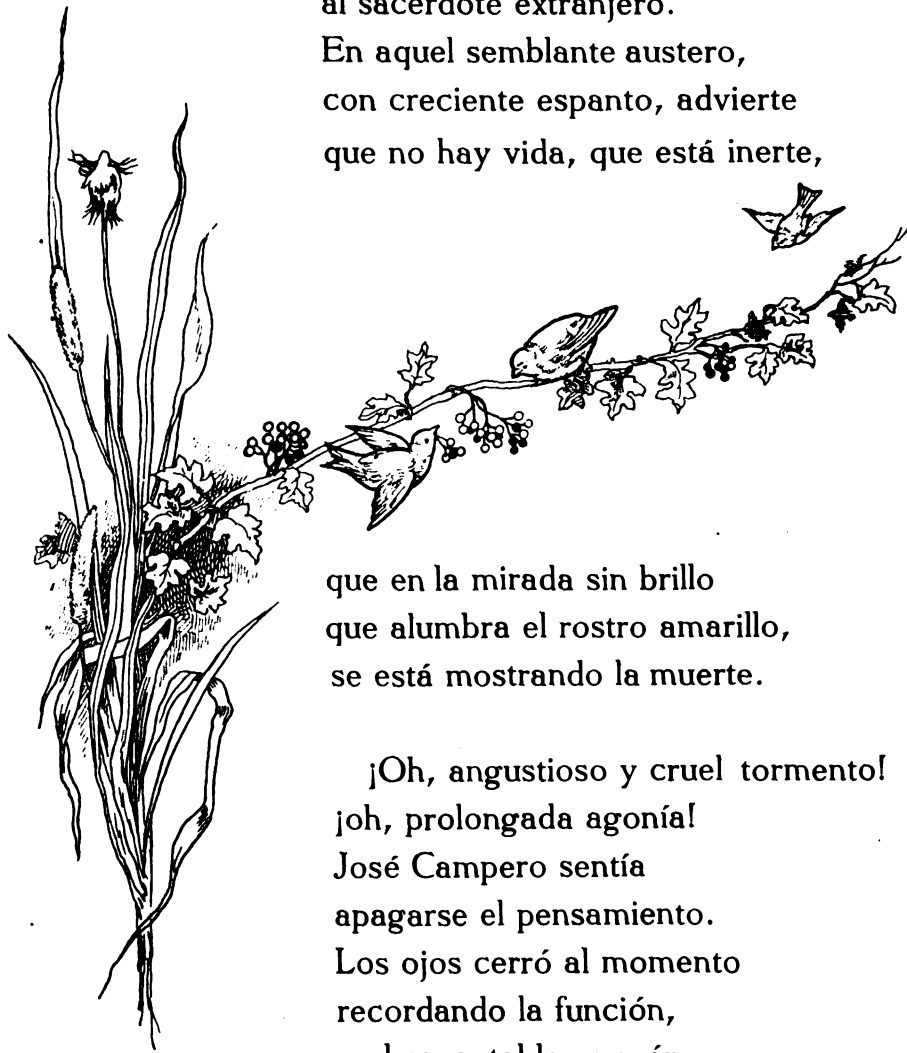 al sacerdote extranjero.
En aquel semblante austero,
con creciente espanto, advierte
que no hay vida, que está inerte,
que en la mirada sin brillo
que alumbra el rostro amarillo,
se está mostrando la muerte.
¡Oh, angustioso y cruel tormento!
¡oh, prolongada agonía!
José Campero sentía
apagarse el pensamiento.
Los ojos cerró al momento
recordando la función,